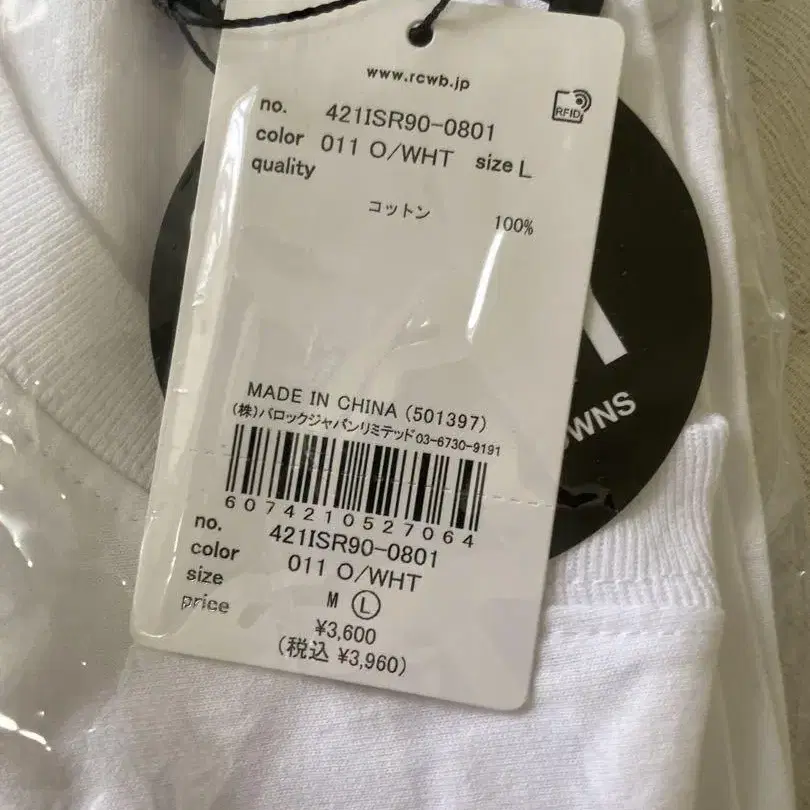 www.rcwb.jp
RFID
no. 421ISR90-0801
color 011 O/WHT size L
quality
コットン 100%
MADE IN CHINA (501397)
(株)バロックジャパンリミテッド03-6730-9191
6074210527064
no. 421ISR90-0801
color 011 O/WHT
size M Ⓛ
price ¥3,600
(税込 ¥3,960)